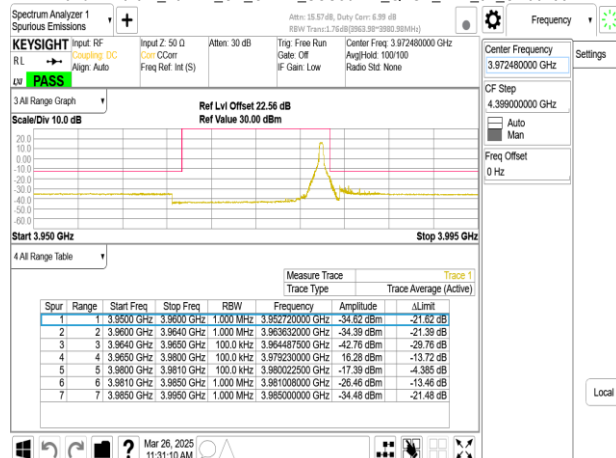 Spectrum Analyzer 1
Spurious Emissions
Attn: 15.57dB, Duty Corr: 6.99 dB
RBW Trans:1.76dB(3963.98~3980.98MHz)
Frequency
Settings
KEYSIGHT
RL
PASS
Input: RF
Coupling: DC
Align: Auto
Input Z: 50 Ω
Corr CCorr
Freq Ref: Int (S)
Atten: 30 dB
Trig: Free Run
Gate: Off
IF Gain: Low
Center Freq: 3.972480000 GHz
Avg|Hold: 100/100
Radio Std: None
Center Frequency
3.972480000 GHz
CF Step
4.399000000 GHz
Auto
Man
Freq Offset
0 Hz
Local
3 All Range Graph
Scale/Div 10.0 dB
Ref Lvl Offset 22.56 dB
Ref Value 30.00 dBm
20.0
10.0
0.00
-10.0
-20.0
-30.0
-40.0
-50.0
-60.0
Start 3.950 GHz
Stop 3.995 GHz
4 All Range Table
Measure Trace Trace 1
Trace Type Trace Average (Active)
Spur Range Start Freq Stop Freq RBW Frequency Amplitude ΔLimit
1 1 3.9500 GHz 3.9600 GHz 1.000 MHz 3.952720000 GHz -34.62 dBm -21.62 dB
2 2 3.9600 GHz 3.9640 GHz 1.000 MHz 3.963632000 GHz -34.39 dBm -21.39 dB
3 3 3.9640 GHz 3.9650 GHz 100.0 kHz 3.964487500 GHz -42.76 dBm -29.76 dB
4 4 3.9650 GHz 3.9800 GHz 100.0 kHz 3.979230000 GHz 16.28 dBm -13.72 dB
5 5 3.9800 GHz 3.9810 GHz 100.0 kHz 3.980022500 GHz -17.39 dBm -4.385 dB
6 6 3.9810 GHz 3.9850 GHz 1.000 MHz 3.981008000 GHz -26.46 dBm -13.46 dB
7 7 3.9850 GHz 3.9950 GHz 1.000 MHz 3.985000000 GHz -34.48 dBm -21.48 dB
Mar 26, 2025
11:31:10 AM